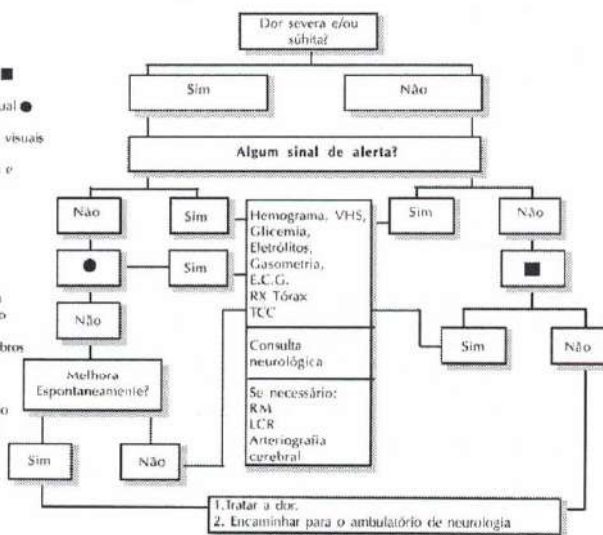 Dor severa e/ou
súbita?
■
ual ●
visuais
e
Sim
Não
Algum sinal de alerta?
Não
Sim
Hemograma, VHS,
Glicemia,
Eletrólitos,
Gasometria,
E.C.G.
RX Tórax
TCC
Sim
Não
●
Sim
■
Não
o
bros
Consulta
neurológica
Sim
Não
Melhora
Espontaneamente?
Se necessário:
RM
LCR
Arteriografia
cerebral
o
Sim
Não
1.Tratar a dor.
2. Encaminhar para o ambulatório de neurologia